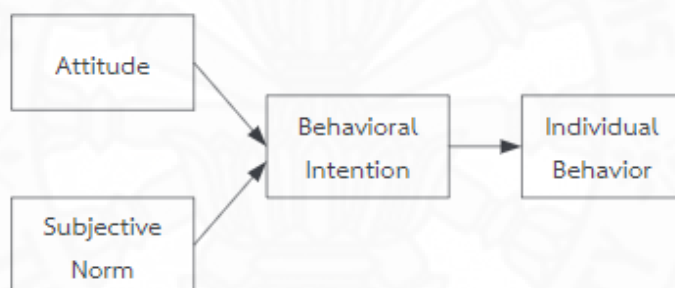 Attitude
Behavioral
Intention
Individual
Behavior
Subjective
Norm